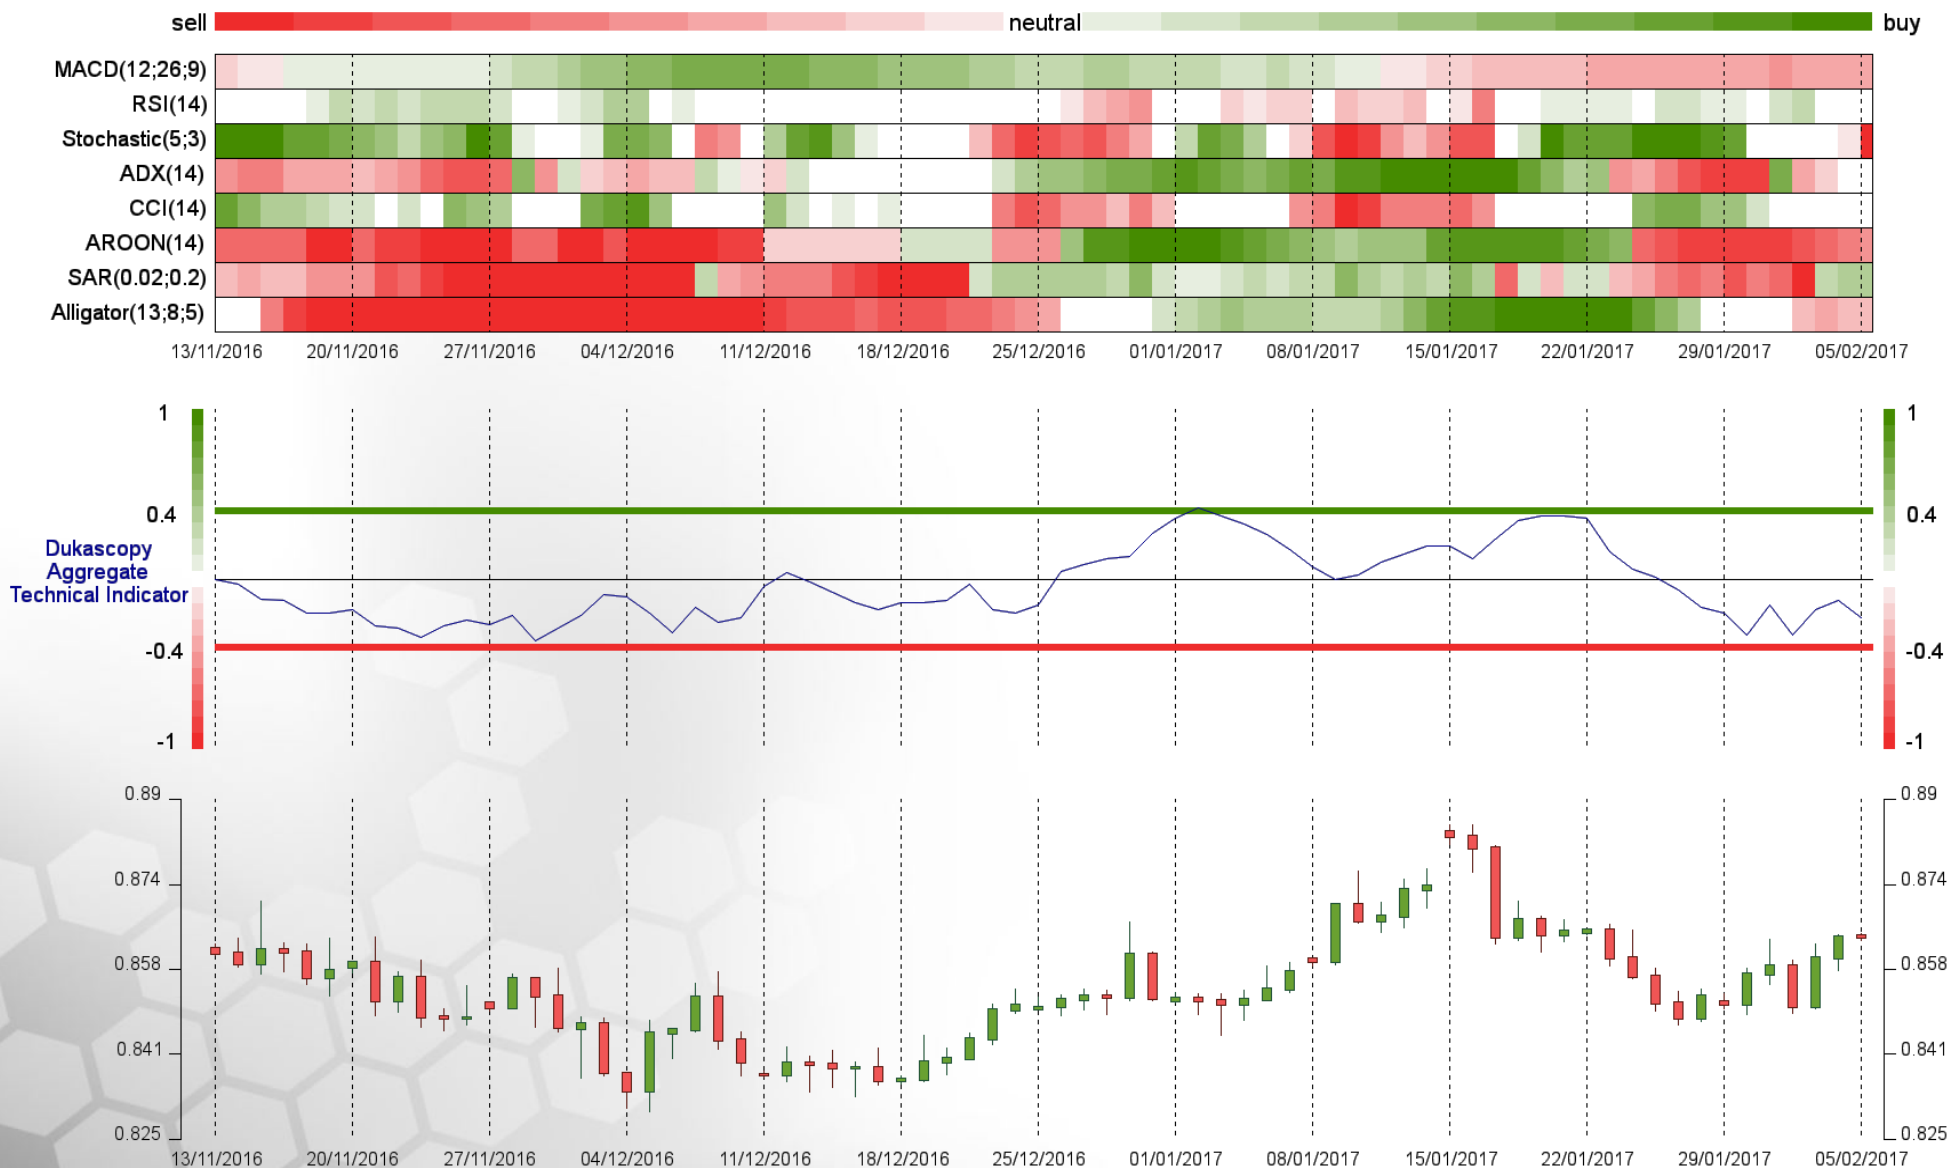 sell neutral buy
MACD(12;26;9)
RSI(14)
Stochastic(5;3)
ADX(14)
CCI(14)
AROON(14)
SAR(0.02;0.2)
Alligator(13;8;5)
13/11/2016 20/11/2016 27/11/2016 04/12/2016 11/12/2016 18/12/2016 25/12/2016 01/01/2017 08/01/2017 15/01/2017 22/01/2017 29/01/2017 05/02/2017
1 1
0.4 0.4
Dukascopy
Aggregate
Technical Indicator
-0.4 -0.4
-1 -1
0.89 0.89
0.874 0.874
0.858 0.858
0.841 0.841
0.825 0.825
13/11/2016 20/11/2016 27/11/2016 04/12/2016 11/12/2016 18/12/2016 25/12/2016 01/01/2017 08/01/2017 15/01/2017 22/01/2017 29/01/2017 05/02/2017